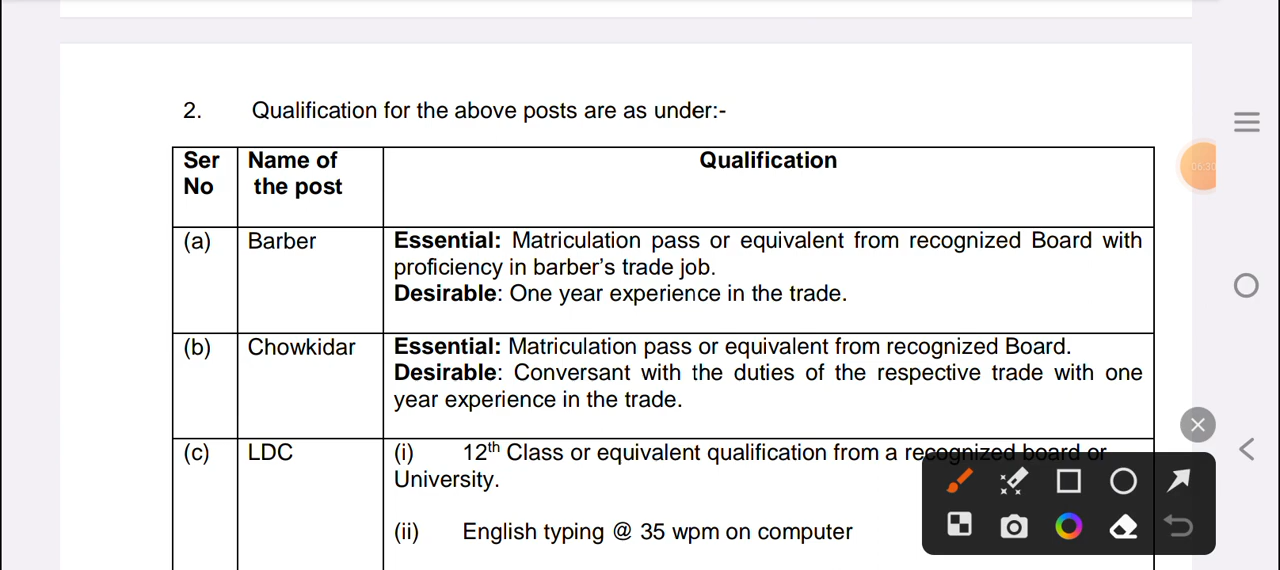 2. Qualification for the above posts are as under:-
Ser No Name of the post Qualification
(a) Barber Essential: Matriculation pass or equivalent from recognized Board with
proficiency in barber’s trade job.
Desirable: One year experience in the trade.
(b) Chowkidar Essential: Matriculation pass or equivalent from recognized Board.
Desirable: Conversant with the duties of the respective trade with one
year experience in the trade.
(c) LDC (i) 12th Class or equivalent qualification from a recognized board or
University.
(ii) English typing @ 35 wpm on computer